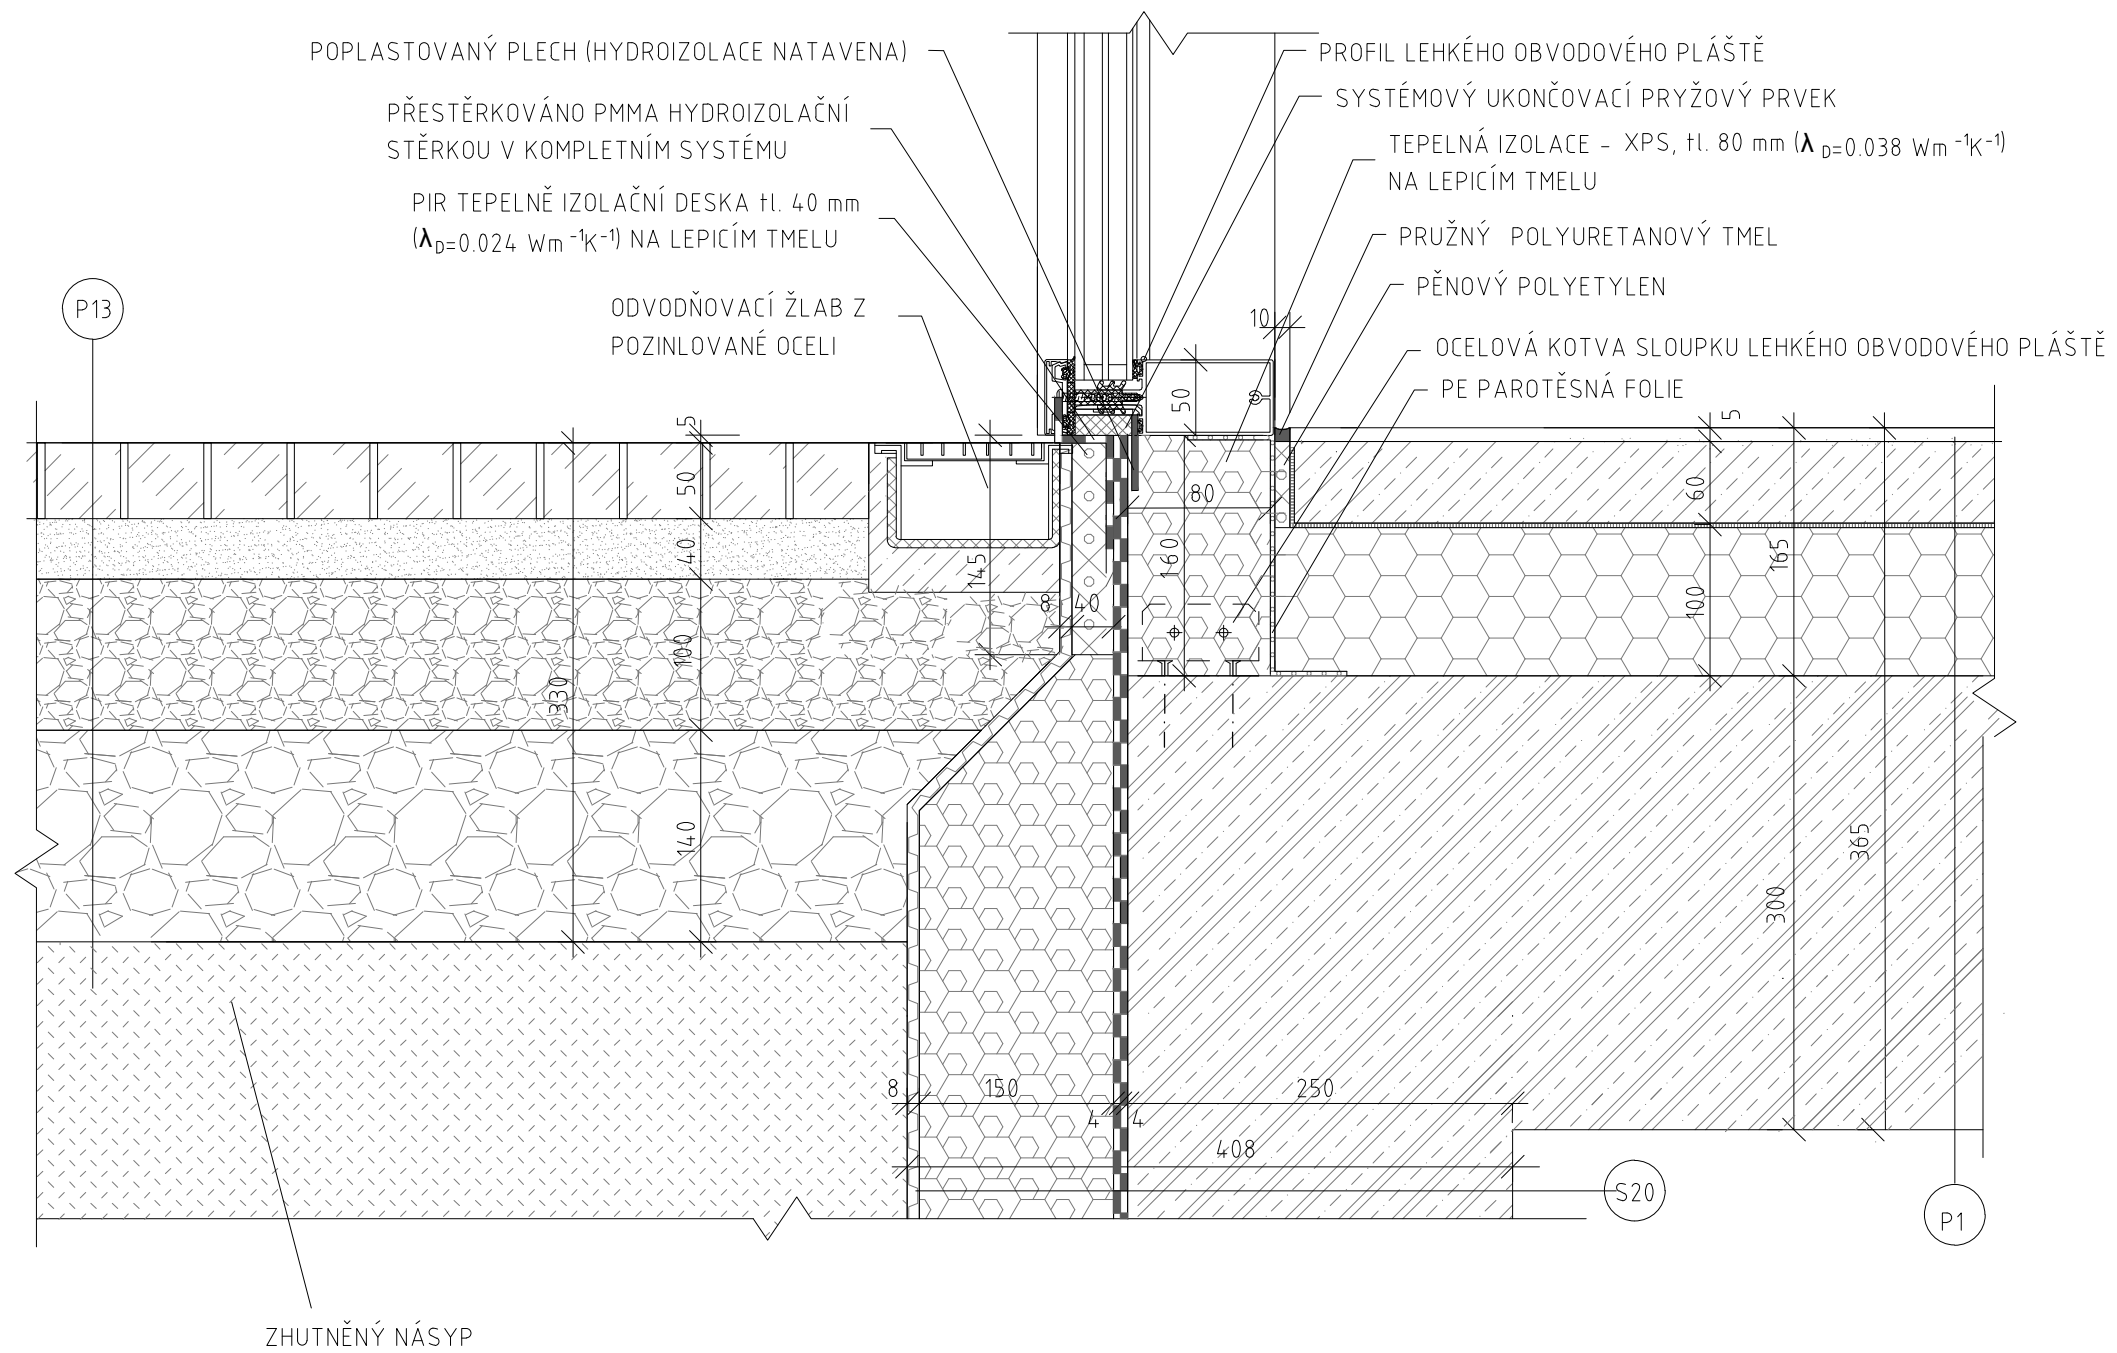 POPLASTOVANÝ PLECH (HYDROIZOLACE NATAVENA)
PŘESTĚRKOVÁNO PMMA HYDROIZOLAČNÍ
STĚRKOU V KOMPLETNÍM SYSTÉMU
PIR TEPELNĚ IZOLAČNÍ DESKA tl. 40 mm
(λD=0.024 Wm⁻¹K⁻¹) NA LEPICÍM TMELU
ODVODŇOVACÍ ŽLAB Z
POZINLOVANÉ OCELI
PROFIL LEHKÉHO OBVODOVÉHO PLÁŠTĚ
SYSTÉMOVÝ UKONČOVACÍ PRYŽOVÝ PRVEK
TEPELNÁ IZOLACE - XPS, tl. 80 mm (λD=0.038 Wm⁻¹K⁻¹)
NA LEPICÍM TMELU
PRUŽNÝ POLYURETANOVÝ TMEL
PĚNOVÝ POLYETYLEN
OCELOVÁ KOTVA SLOUPKU LEHKÉHO OBVODOVÉHO PLÁŠTĚ
PE PAROTĚSNÁ FOLIE
P13
10
50
5
5
50
40
100
140
330
145
8
40
80
160
60
100
165
300
365
8
150
4
4
250
408
S20
P1
ZHUTNĚNÝ NÁSYP